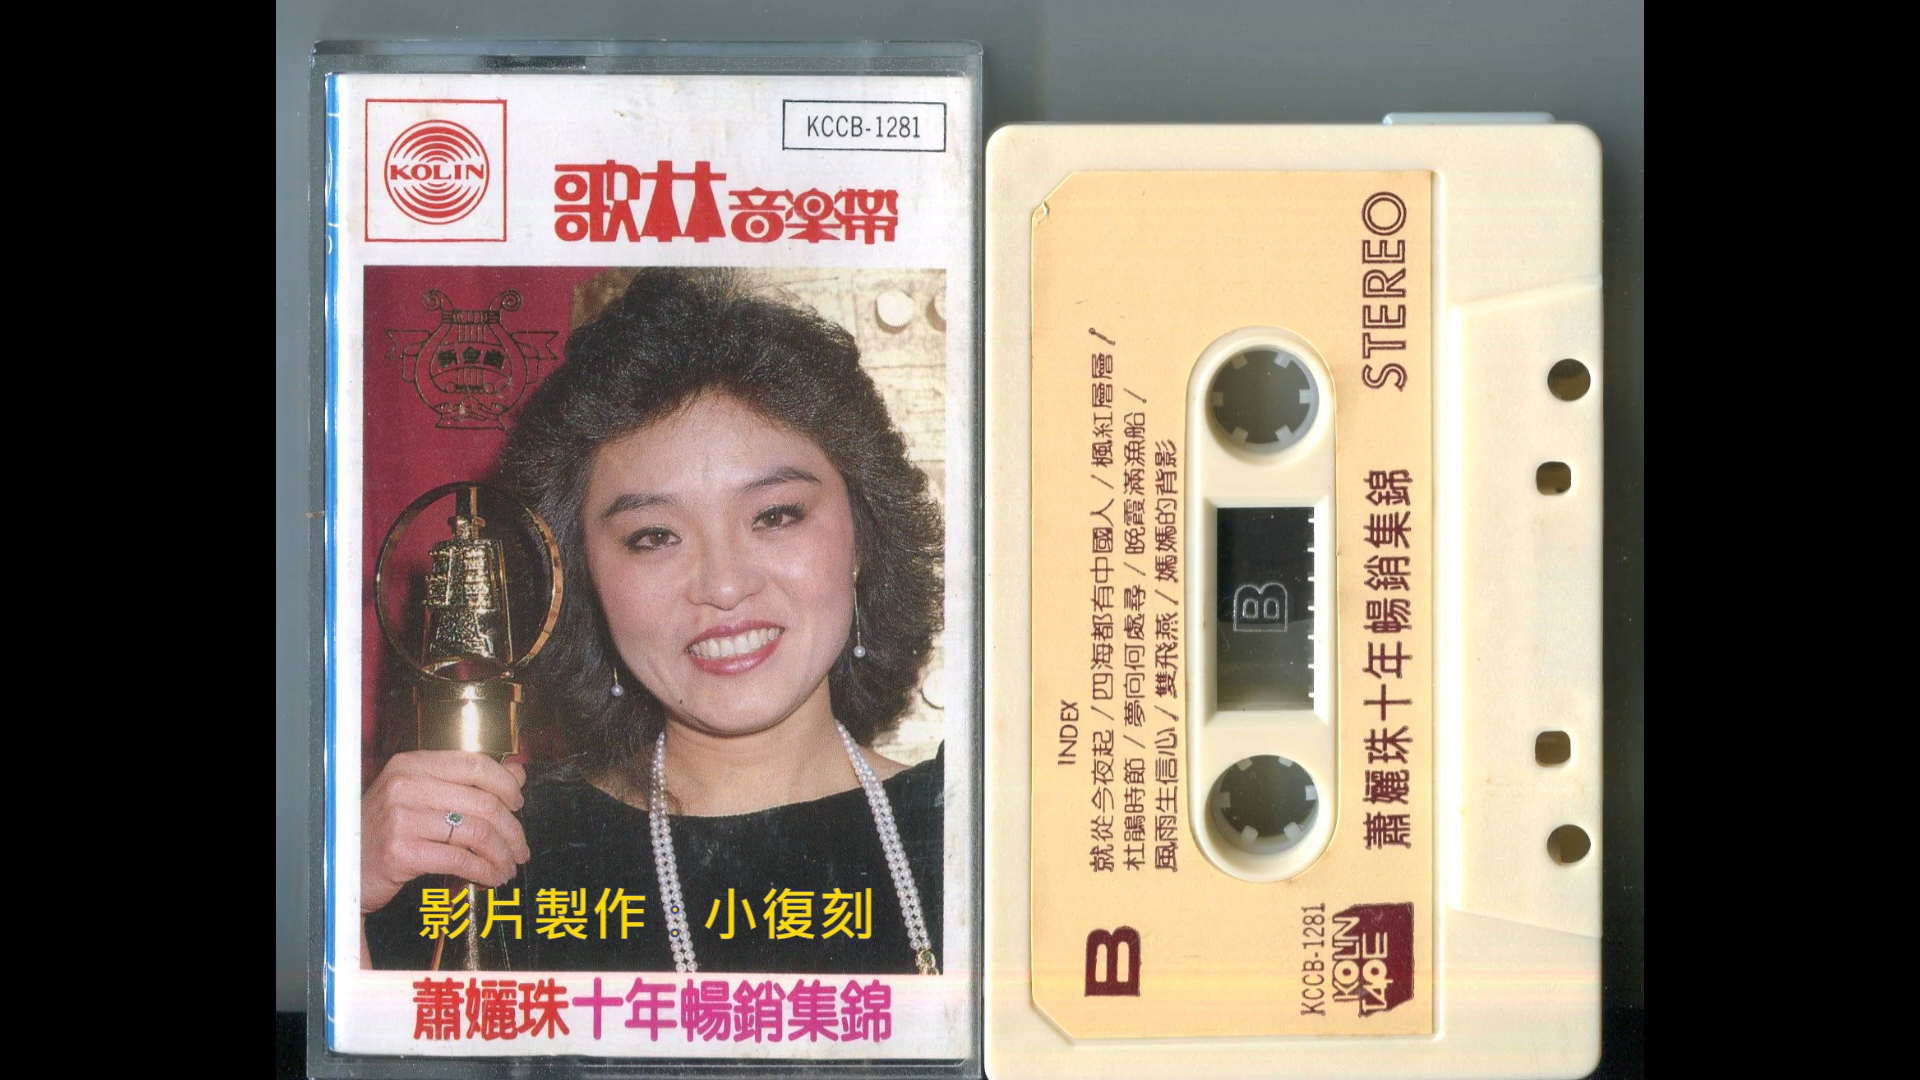 KOLIN
KCCB-1281
歌林音樂帶
影片製作：小復刻
蕭孋珠十年暢銷集錦
INDEX
就從今夜起/四海都有中國人/楓紅層層/
杜鵑時節/夢向何處尋/晚霞滿漁船/
風雨生信心/雙飛燕/媽媽的背影
B
B
STEREO
蕭孋珠十年暢銷集錦
KCCB-1281
KOLIN
TAPE